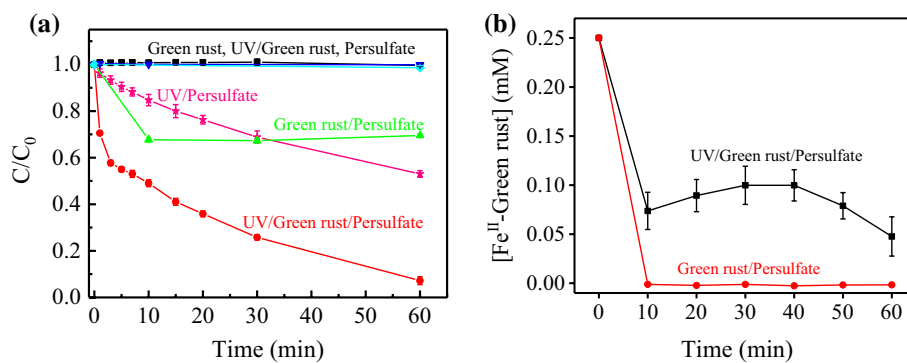 (a)
Green rust, UV/Green rust, Persulfate
UV/Persulfate
Green rust/Persulfate
UV/Green rust/Persulfate
C/C₀
1.0
0.8
0.6
0.4
0.2
0.0
0 10 20 30 40 50 60
Time (min)
(b)
[Feᴵᴵ-Green rust] (mM)
0.25
0.20
0.15
0.10
0.05
0.00
UV/Green rust/Persulfate
Green rust/Persulfate
0 10 20 30 40 50 60
Time (min)